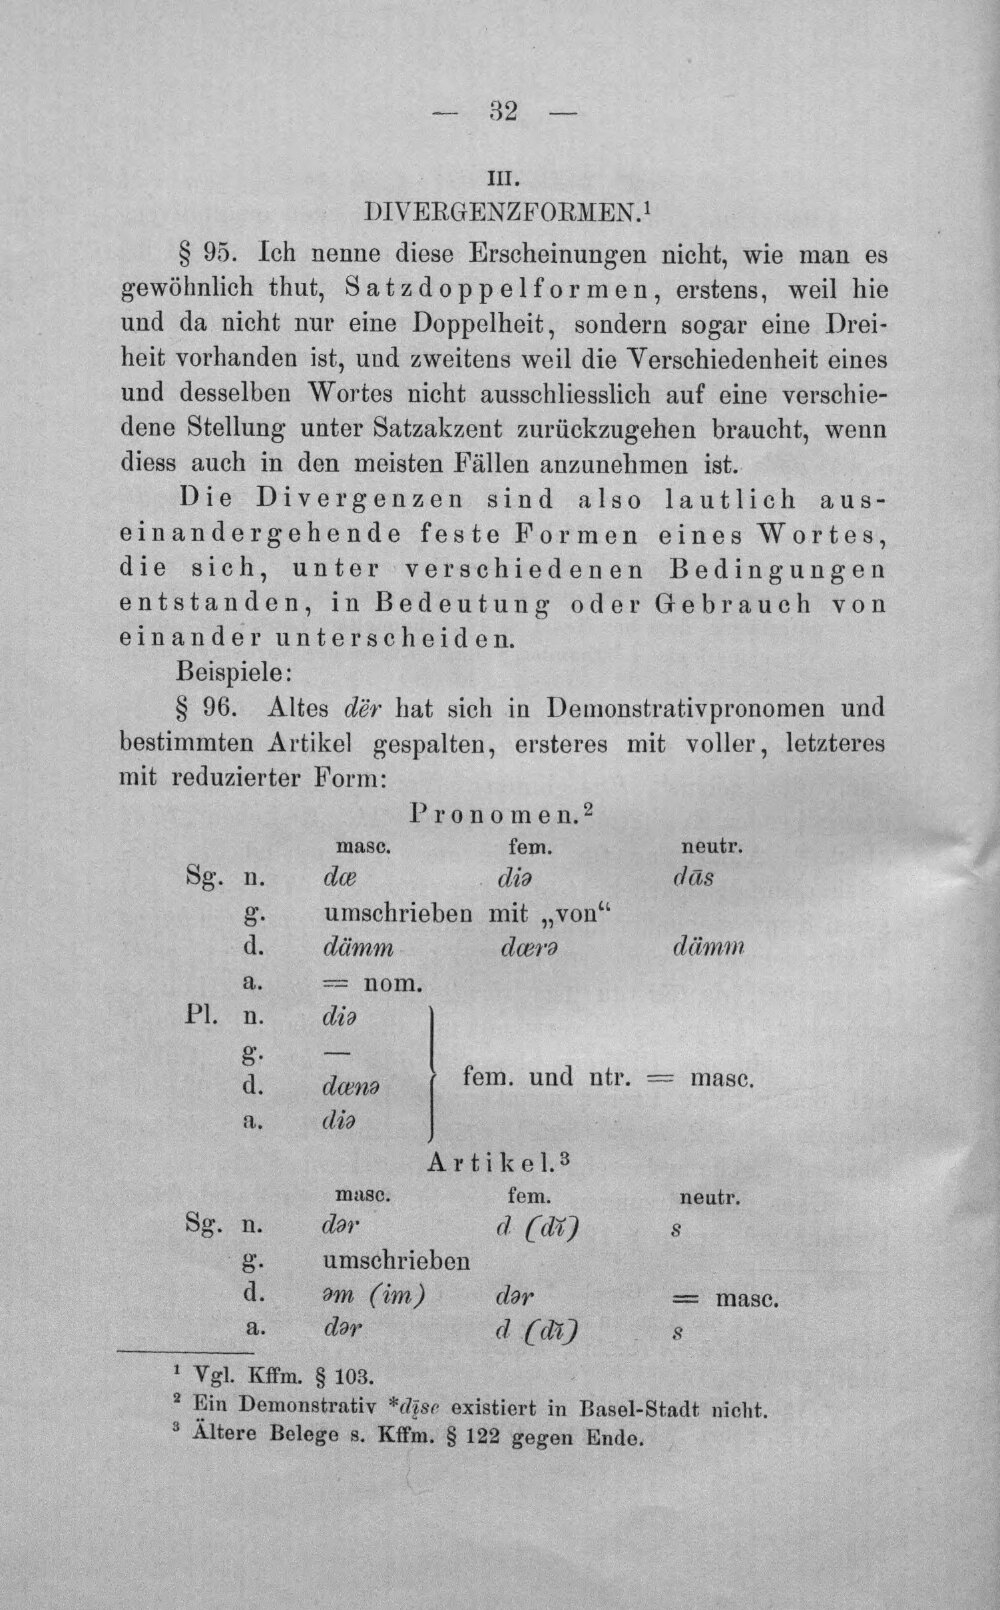 — 32 —
III.
DIVERGENZFORMEN.¹
§ 95. Ich nenne diese Erscheinungen nicht, wie man es
gewöhnlich thut, Satzdoppelformen, erstens, weil hie
und da nicht nur eine Doppelheit, sondern sogar eine Drei-
heit vorhanden ist, und zweitens weil die Verschiedenheit eines
und desselben Wortes nicht ausschliesslich auf eine verschie-
dene Stellung unter Satzakzent zurückzugehen braucht, wenn
diess auch in den meisten Fällen anzunehmen ist.
Die Divergenzen sind also lautlich aus-
einandergehende feste Formen eines Wortes,
die sich, unter verschiedenen Bedingungen
entstanden, in Bedeutung oder Gebrauch von
einander unterscheiden.
Beispiele:
§ 96. Altes dër hat sich in Demonstrativpronomen und
bestimmten Artikel gespalten, ersteres mit voller, letzteres
mit reduzierter Form:
Pronomen.²
masc. fem. neutr.
Sg. n. dæ diə dās
g. umschrieben mit „von“
d. dämm dærə dämm
a. = nom.
Pl. n. diə
g. —
d. dænə
a. diə
fem. und ntr. = masc.
Artikel.³
masc. fem. neutr.
Sg. n. dər d (dī) s
g. umschrieben
d. əm (im) dər = masc.
a. dər d (dī) s
¹ Vgl. Kffm. § 103.
² Ein Demonstrativ *dīse existiert in Basel-Stadt nicht.
³ Ältere Belege s. Kffm. § 122 gegen Ende.